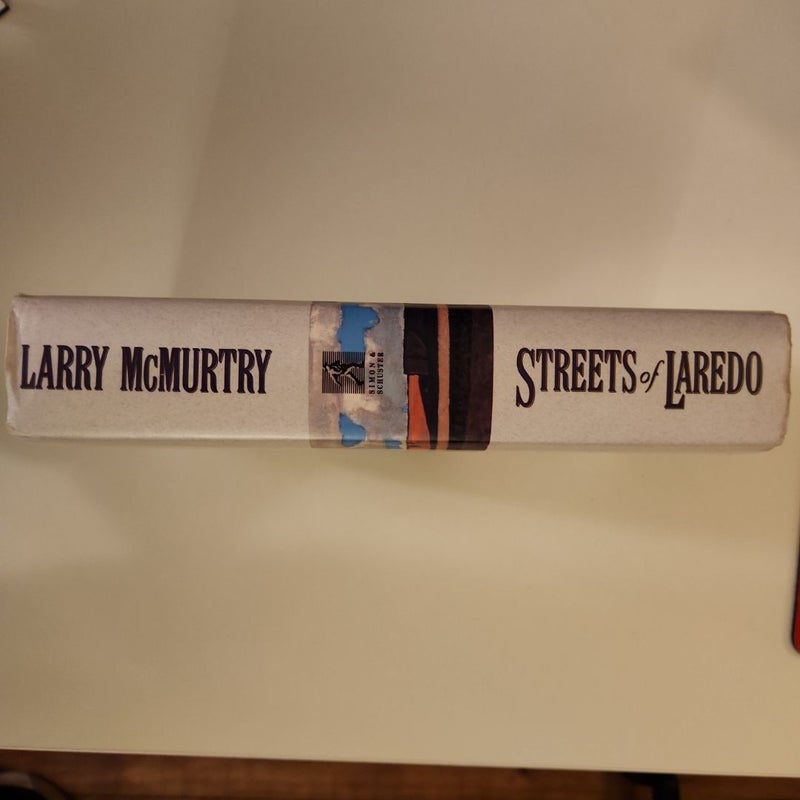 LARRY McMURTRY
SIMON &
SCHUSTER
STREETS of LAREDO